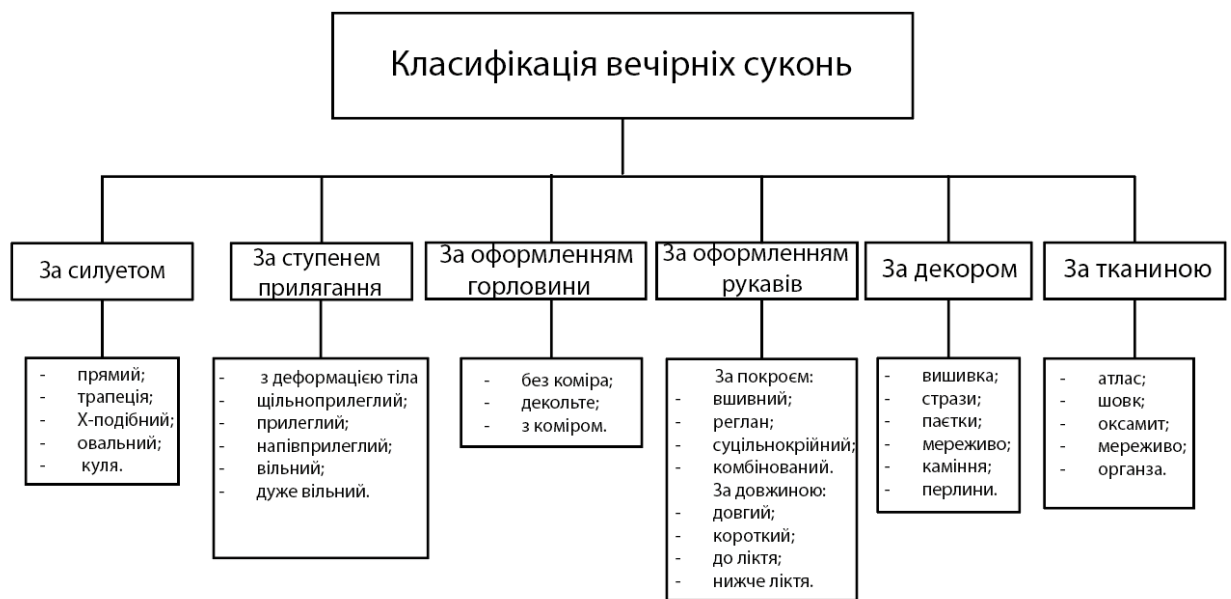 Класифікація вечірніх суконь
За силуетом
- прямий;
- трапеція;
- Х-подібний;
- овальний;
- куля.
За ступенем
прилягання
- з деформацією тіла
- щільноприлеглий;
- прилеглий;
- напівприлеглий;
- вільний;
- дуже вільний.
За оформленням
горловини
- без коміра;
- декольте;
- з коміром.
За оформленням
рукавів
За покроєм:
- вшивний;
- реглан;
- суцільнокрійний;
- комбінований.
За довжиною:
- довгий;
- короткий;
- до ліктя;
- нижче ліктя.
За декором
- вишивка;
- стрази;
- паєтки;
- мереживо;
- каміння;
- перлини.
За тканиною
- атлас;
- шовк;
- оксамит;
- мереживо;
- органза.